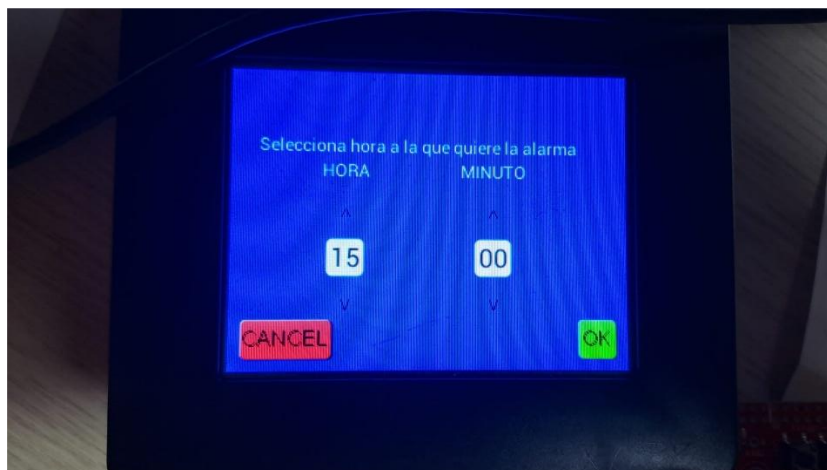 Selecciona hora a la que quiere la alarma
HORA MINUTO
^ ^
15 00
v v
CANCEL OK